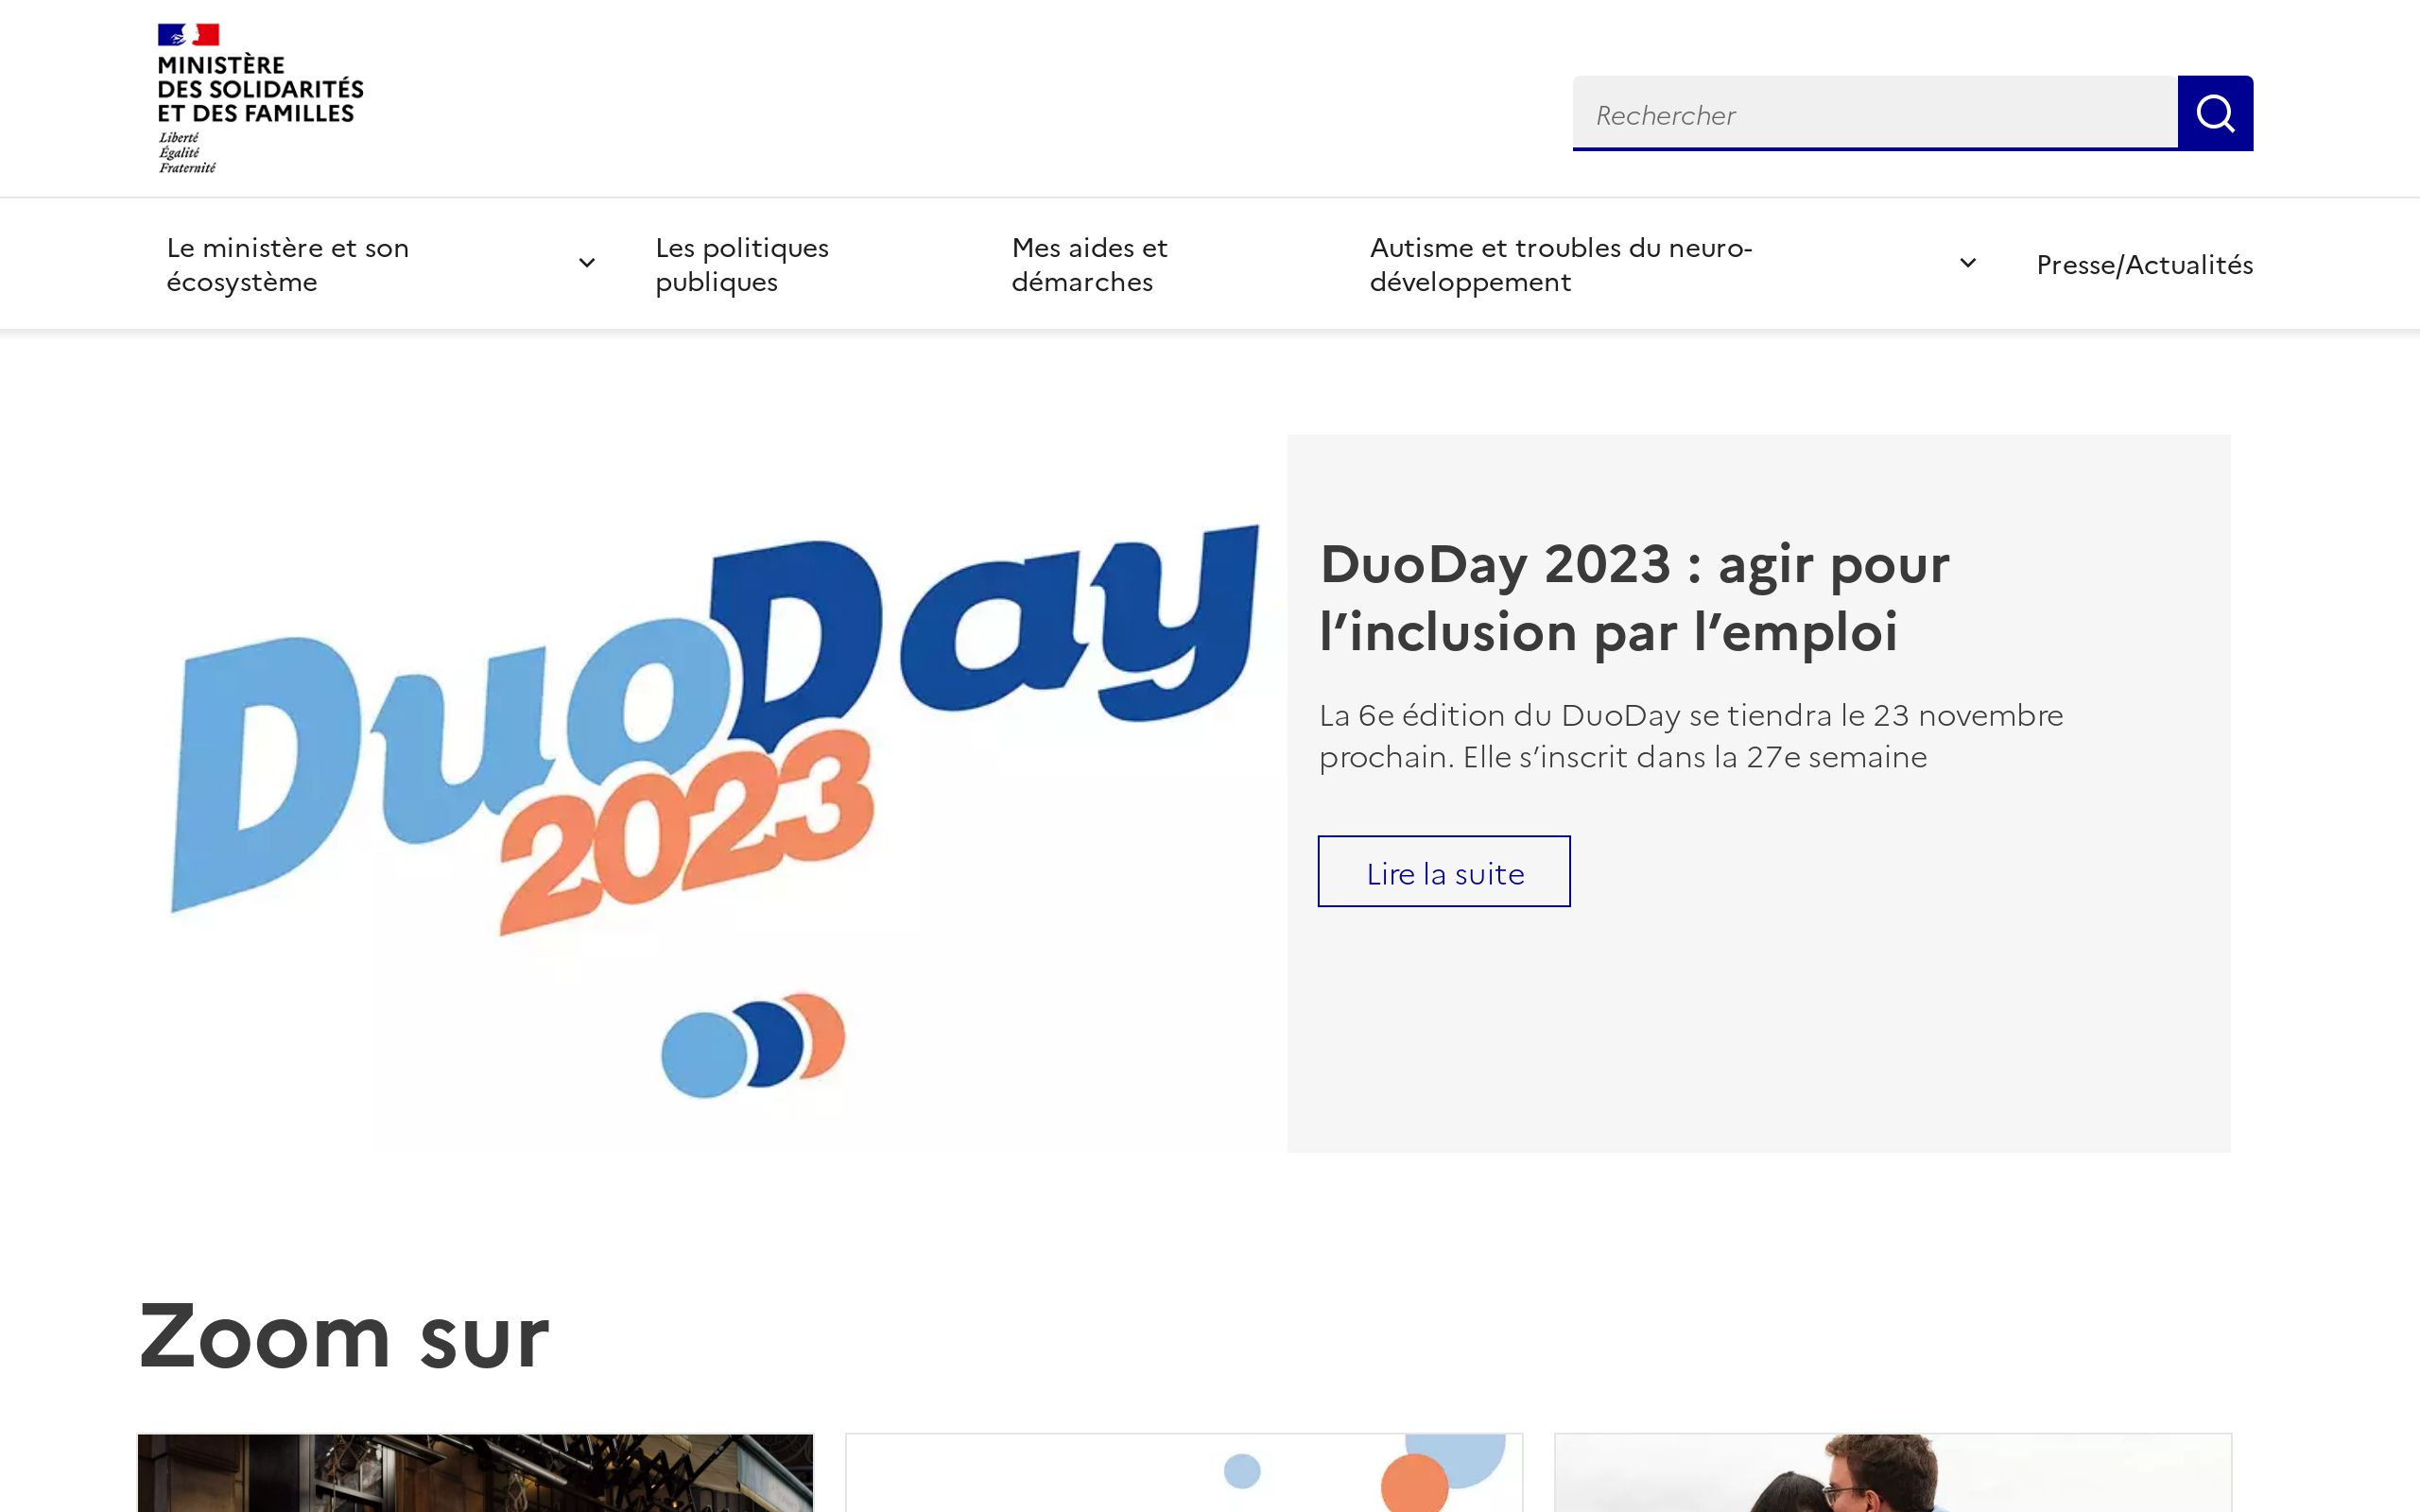 MINISTÈRE
DES SOLIDARITÉS
ET DES FAMILLES
Liberté
Égalité
Fraternité
Rechercher
Le ministère et son
écosystème
Les politiques
publiques
Mes aides et
démarches
Autisme et troubles du neuro-
développement
Presse/Actualités
DuoDay
2023
DuoDay 2023 : agir pour
l’inclusion par l’emploi
La 6e édition du DuoDay se tiendra le 23 novembre
prochain. Elle s’inscrit dans la 27e semaine
Lire la suite
Zoom sur